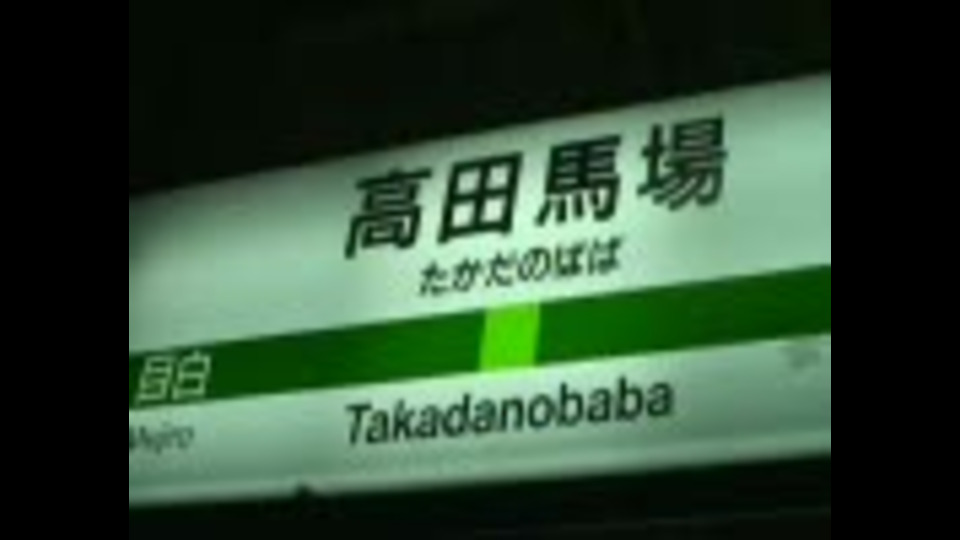 高田馬場
たかだのばば
目白
Mejiro
Takadanobaba